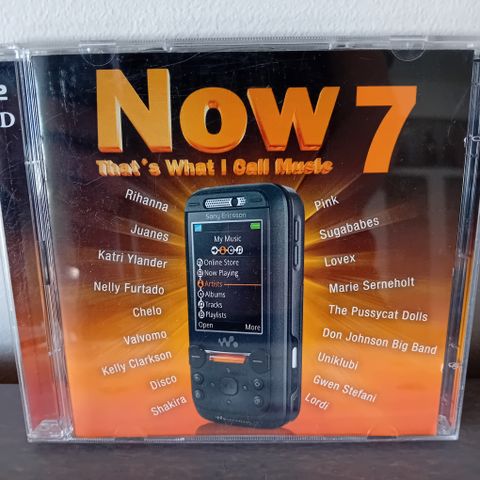 2
D
Now 7
That's What I Call Music
Rihanna
Juanes
Katri Ylander
Nelly Furtado
Chelo
Valvomo
Kelly Clarkson
Disco
Shakira
Sony Ericsson
My Music
Online Store
Now Playing
Artists
Albums
Tracks
Playlists
Open More
Pink
Sugababes
Lovex
Marie Serneholt
The Pussycat Dolls
Don Johnson Big Band
Uniklubi
Gwen Stefani
Lordi